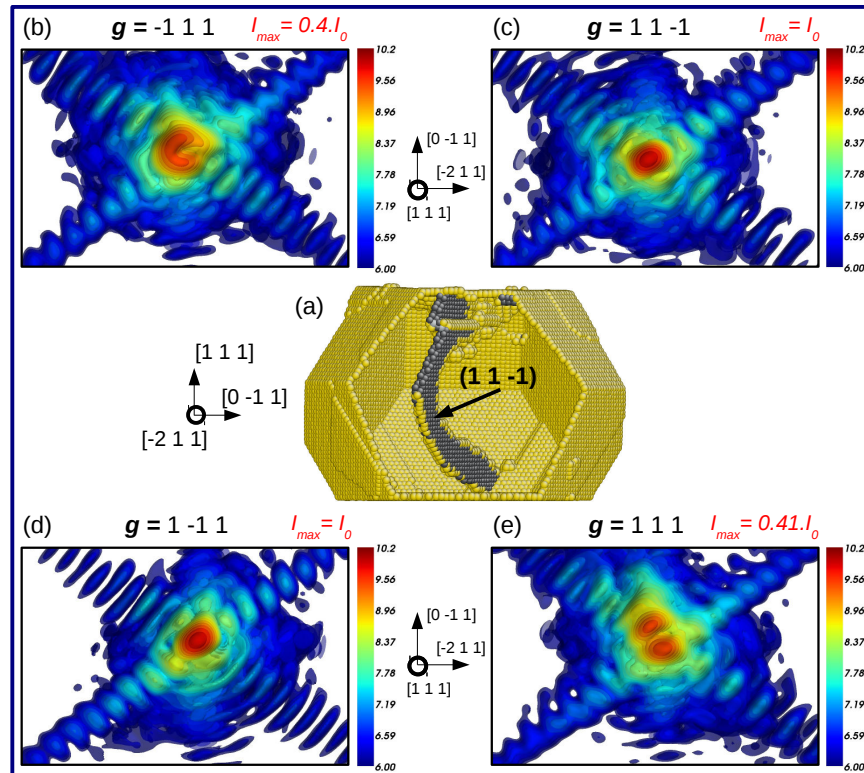 (b) g = -1 1 1 I_max = 0.4.I_0
10.2
9.56
8.96
8.37
7.78
7.19
6.59
6.00
(c) g = 1 1 -1 I_max = I_0
10.2
9.56
8.96
8.37
7.78
7.19
6.59
6.00
[0 -1 1]
[-2 1 1]
[1 1 1]
(a)
[1 1 1]
[0 -1 1]
[-2 1 1]
(1 1 -1)
(d) g = 1 -1 1 I_max = I_0
10.2
9.56
8.96
8.37
7.78
7.19
6.59
6.00
(e) g = 1 1 1 I_max = 0.41.I_0
10.2
9.56
8.96
8.37
7.78
7.19
6.59
6.00
[0 -1 1]
[-2 1 1]
[1 1 1]